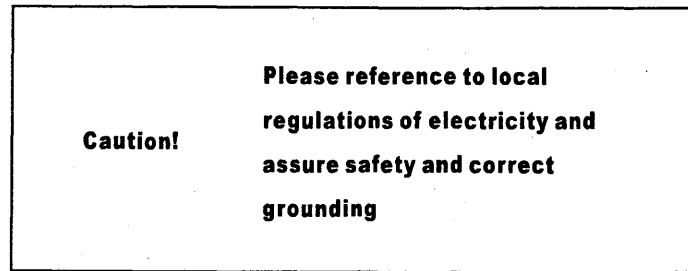 Caution!
Please reference to local
regulations of electricity and
assure safety and correct
grounding